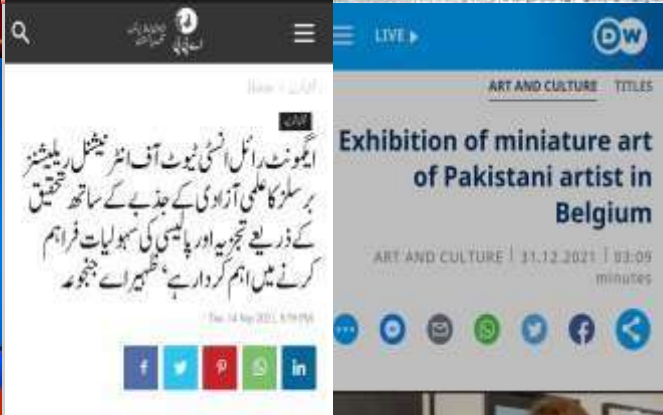 ایگمونٹ رائل انسٹی ٹیوٹ آف انٹرنیشنل ریلیشنز
برسلز کا علمی آزادی کے جذبے کے ساتھ تحقیق
کے ذریعے تجزیہ اور پالیسی کی سہولیات فراہم
کرنے میں اہم کردار ہے، ظہیر اے جنجوعہ
LIVE
DW
ART AND CULTURE TITLES
Exhibition of miniature art
of Pakistani artist in
Belgium
ART AND CULTURE | 31.12.2021 | 03:09
minutes